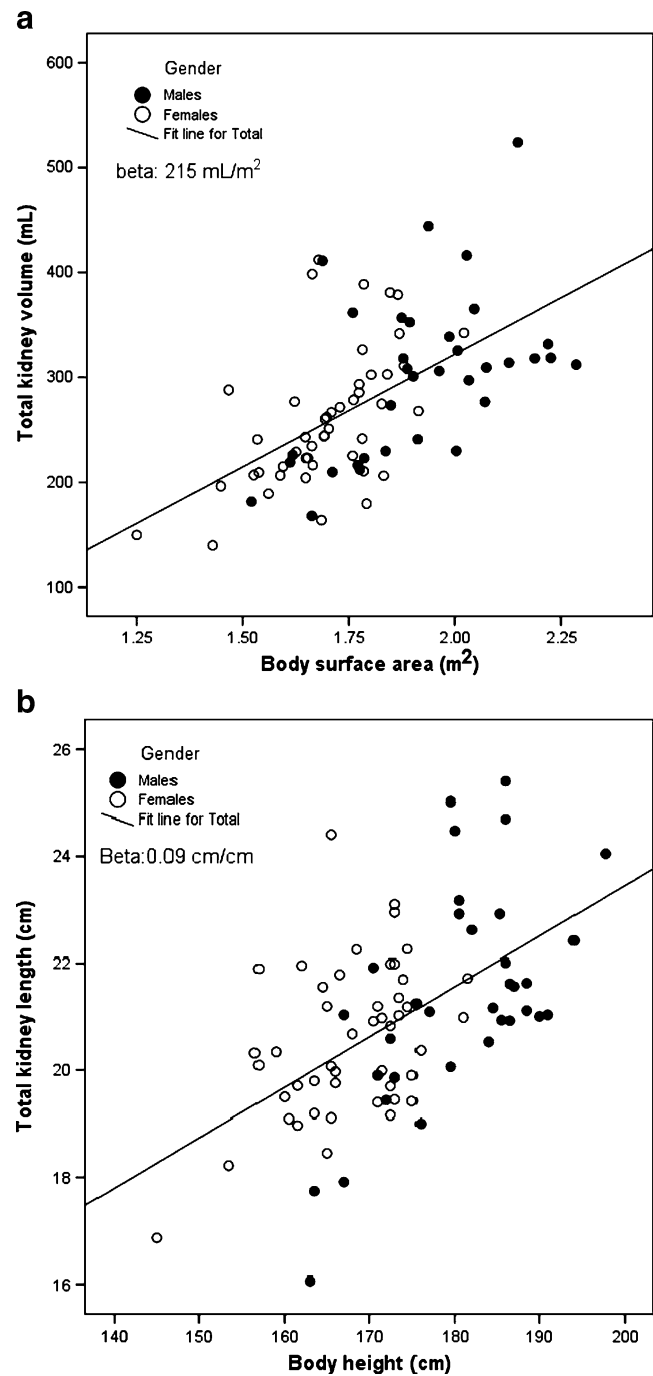 a
600
500
400
300
200
100
Total kidney volume (mL)
Gender
Males
Females
Fit line for Total
beta: 215 mL/m²
1.25 1.50 1.75 2.00 2.25
Body surface area (m²)
b
26
24
22
20
18
16
Total kidney length (cm)
Gender
Males
Females
Fit line for Total
Beta:0.09 cm/cm
140 150 160 170 180 190 200
Body height (cm)